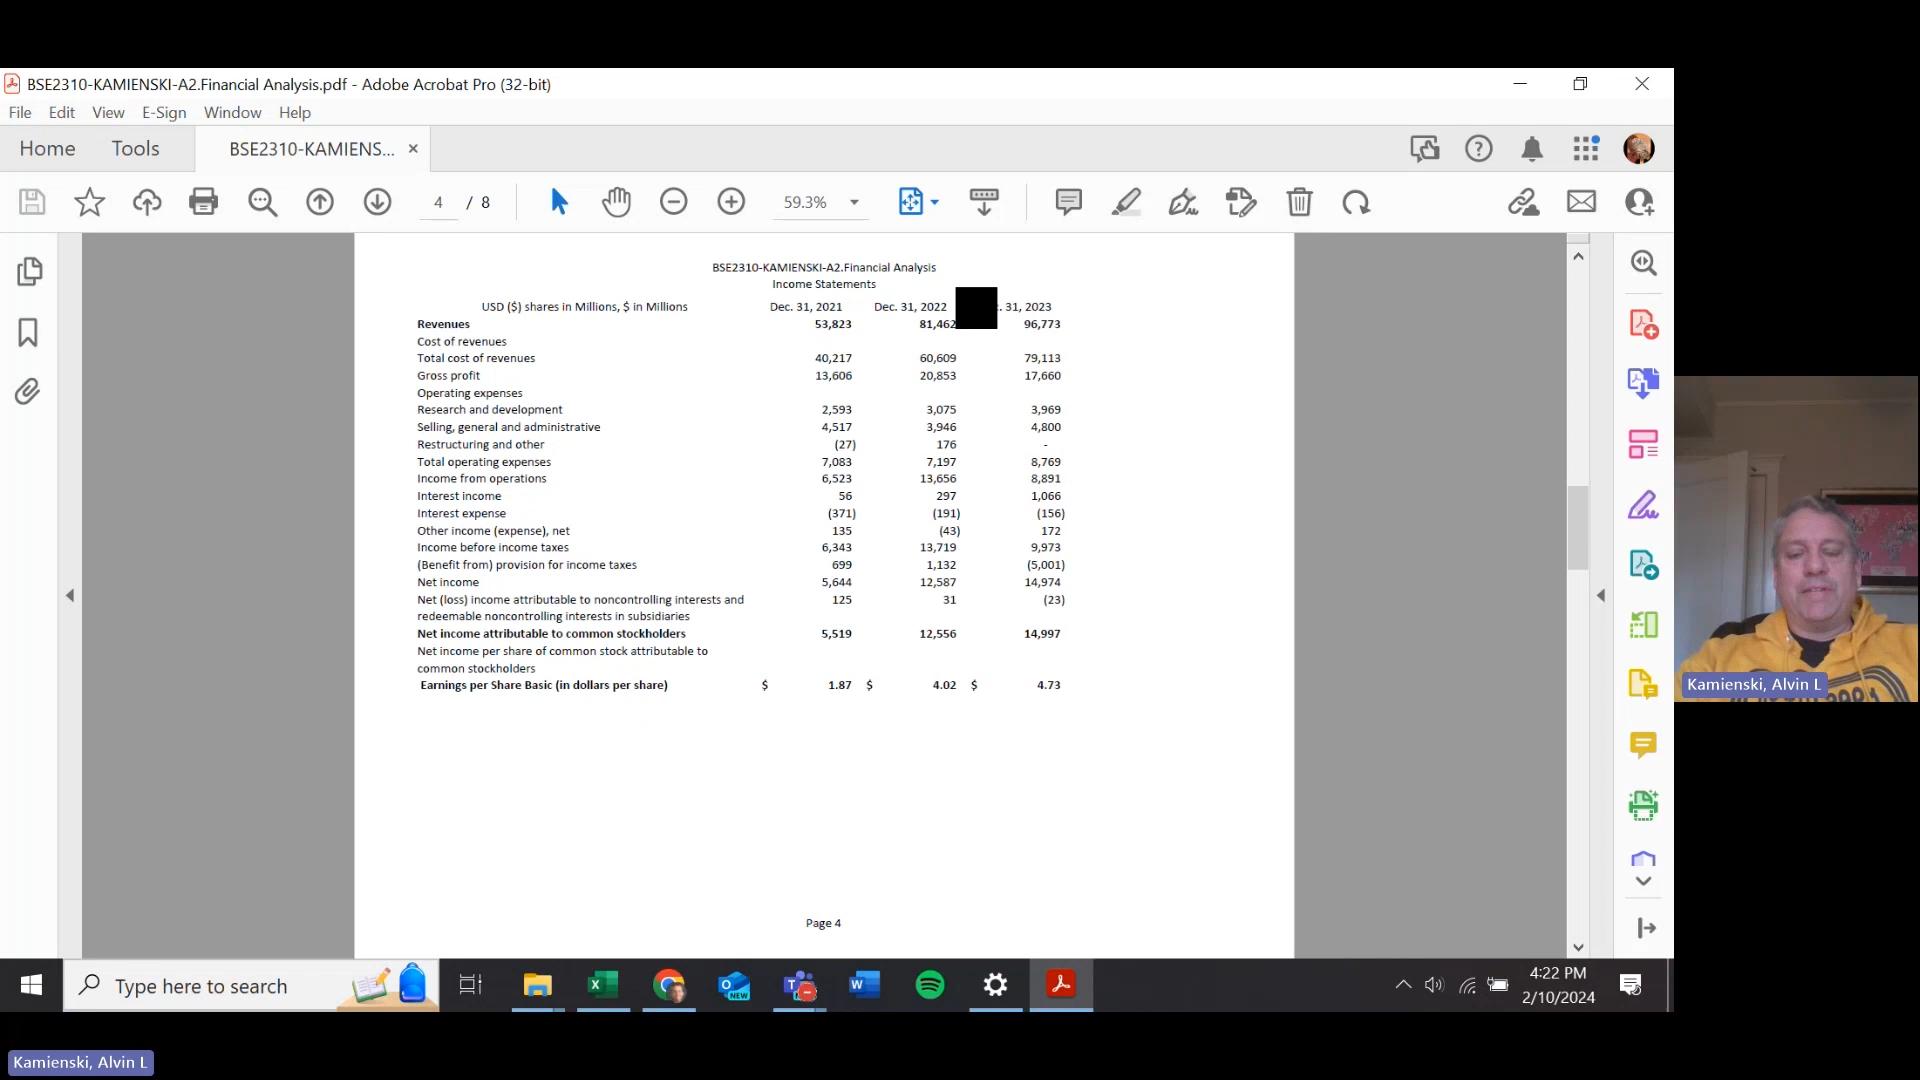 BSE2310-KAMIENSKI-A2.Financial Analysis.pdf - Adobe Acrobat Pro (32-bit)
File Edit View E-Sign Window Help
Home Tools BSE2310-KAMIENS... ×
4 / 8 59.3%
BSE2310-KAMIENSKI-A2.Financial Analysis
Income Statements
USD ($) shares in Millions, $ in Millions Dec. 31, 2021 Dec. 31, 2022 31, 2023
Revenues 53,823 81,462 96,773
Cost of revenues
Total cost of revenues 40,217 60,609 79,113
Gross profit 13,606 20,853 17,660
Operating expenses
Research and development 2,593 3,075 3,969
Selling, general and administrative 4,517 3,946 4,800
Restructuring and other (27) 176 -
Total operating expenses 7,083 7,197 8,769
Income from operations 6,523 13,656 8,891
Interest income 56 297 1,066
Interest expense (371) (191) (156)
Other income (expense), net 135 (43) 172
Income before income taxes 6,343 13,719 9,973
(Benefit from) provision for income taxes 699 1,132 (5,001)
Net income 5,644 12,587 14,974
Net (loss) income attributable to noncontrolling interests and 125 31 (23)
redeemable noncontrolling interests in subsidiaries
Net income attributable to common stockholders 5,519 12,556 14,997
Net income per share of common stock attributable to
common stockholders
Earnings per Share Basic (in dollars per share) $ 1.87 $ 4.02 $ 4.73
Page 4
Kamienski, Alvin L
Type here to search
NEW
4:22 PM
2/10/2024
Kamienski, Alvin L